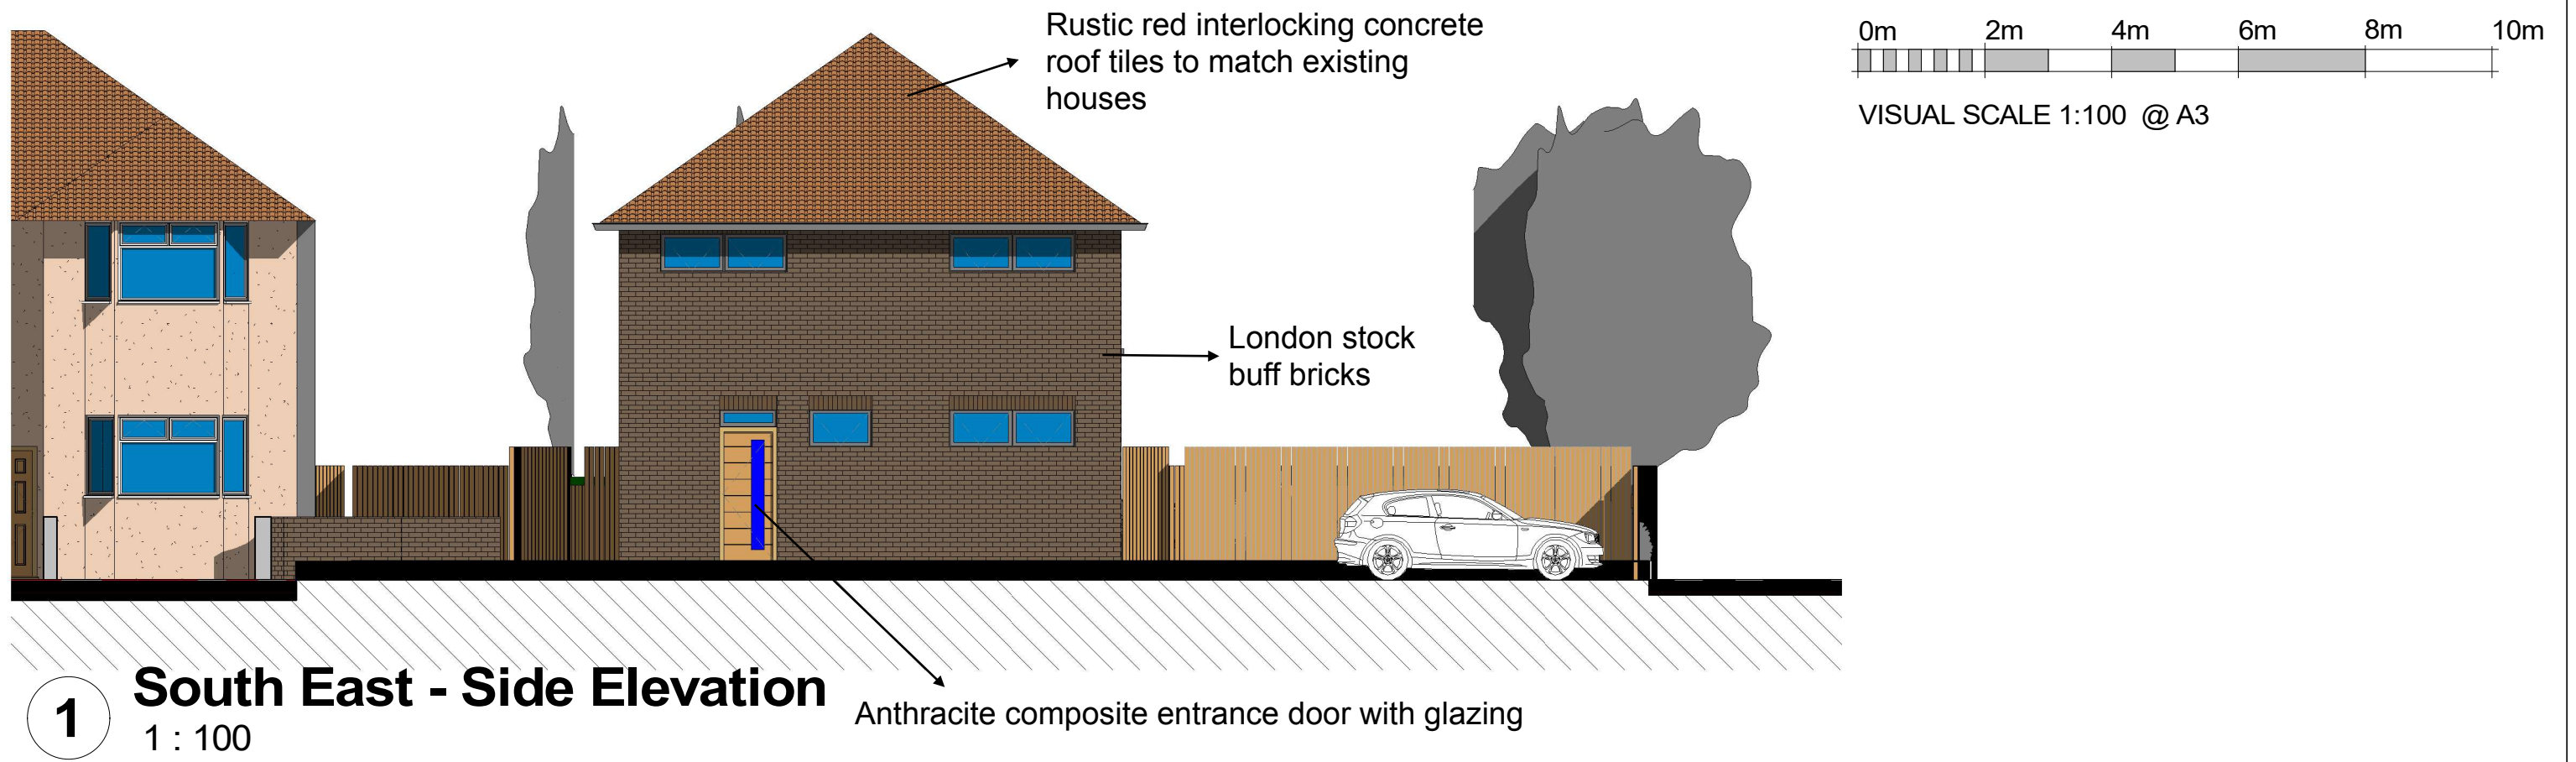 Rustic red interlocking concrete
roof tiles to match existing
houses
0m 2m 4m 6m 8m 10m
VISUAL SCALE 1:100 @ A3
London stock
buff bricks
1 South East - Side Elevation
1 : 100
Anthracite composite entrance door with glazing